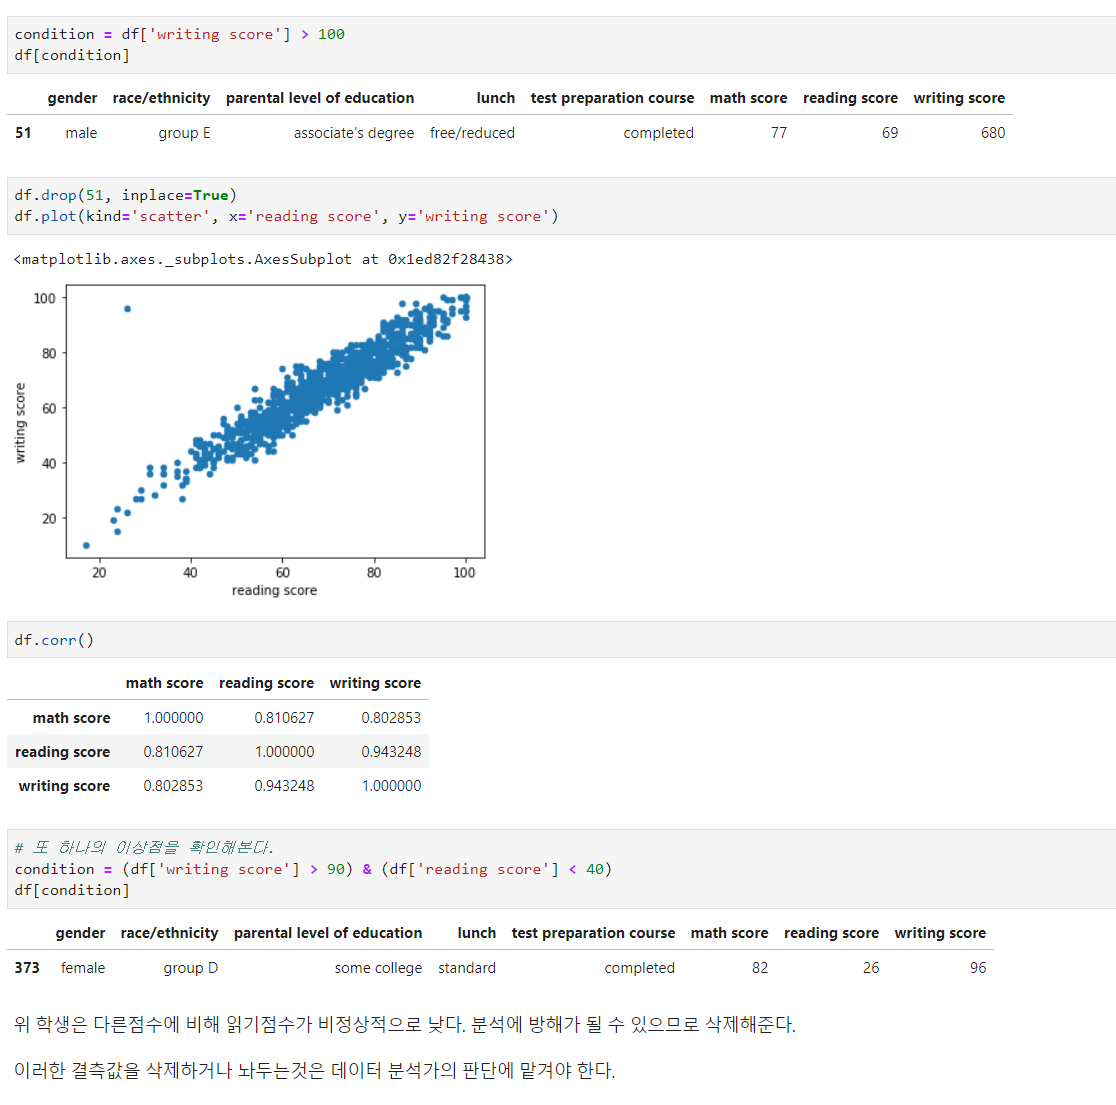 condition = df['writing score'] > 100
df[condition]
gender race/ethnicity parental level of education lunch test preparation course math score reading score writing score
51 male group E associate's degree free/reduced completed 77 69 680
df.drop(51, inplace=True)
df.plot(kind='scatter', x='reading score', y='writing score')
<matplotlib.axes._subplots.AxesSubplot at 0x1ed82f28438>
100
80
60
40
20
writing score
20 40 60 80 100
reading score
df.corr()
math score reading score writing score
math score 1.000000 0.810627 0.802853
reading score 0.810627 1.000000 0.943248
writing score 0.802853 0.943248 1.000000
# 또 하나의 이상점을 확인해본다.
condition = (df['writing score'] > 90) & (df['reading score'] < 40)
df[condition]
gender race/ethnicity parental level of education lunch test preparation course math score reading score writing score
373 female group D some college standard completed 82 26 96
위 학생은 다른점수에 비해 읽기점수가 비정상적으로 낮다. 분석에 방해가 될 수 있으므로 삭제해준다.
이러한 결측값을 삭제하거나 놔두는것은 데이터 분석가의 판단에 맡겨야 한다.